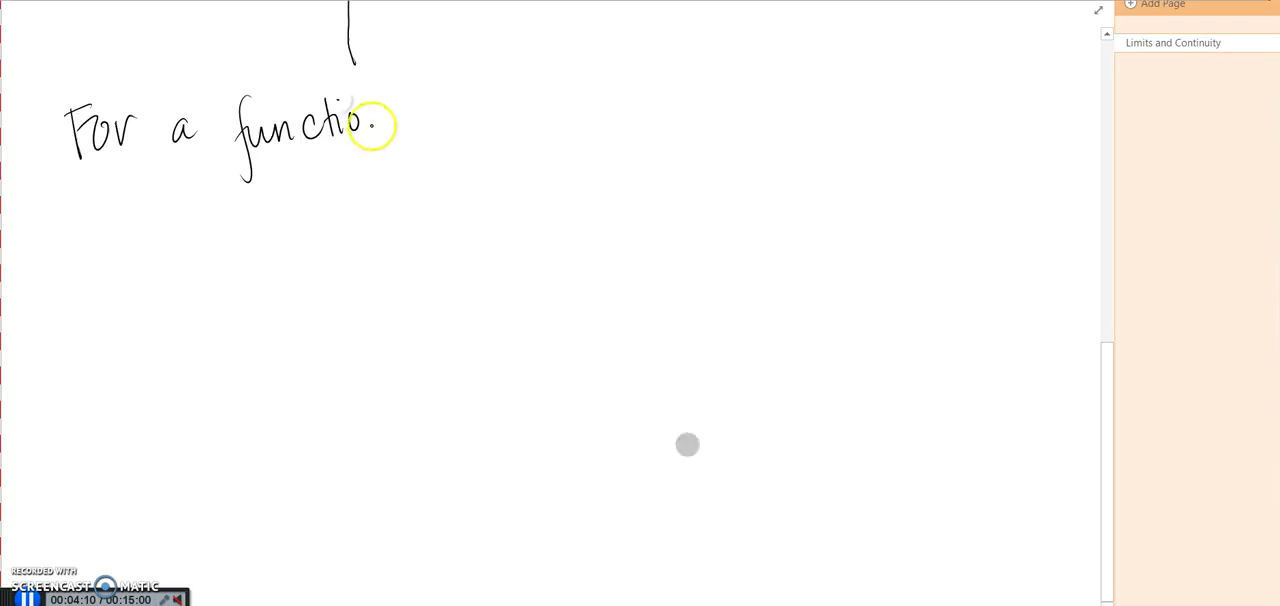 Add Page
Limits and Continuity
For a functio
RECORDED WITH
SCREENCAST MATIC
00:04:10 / 00:15:00